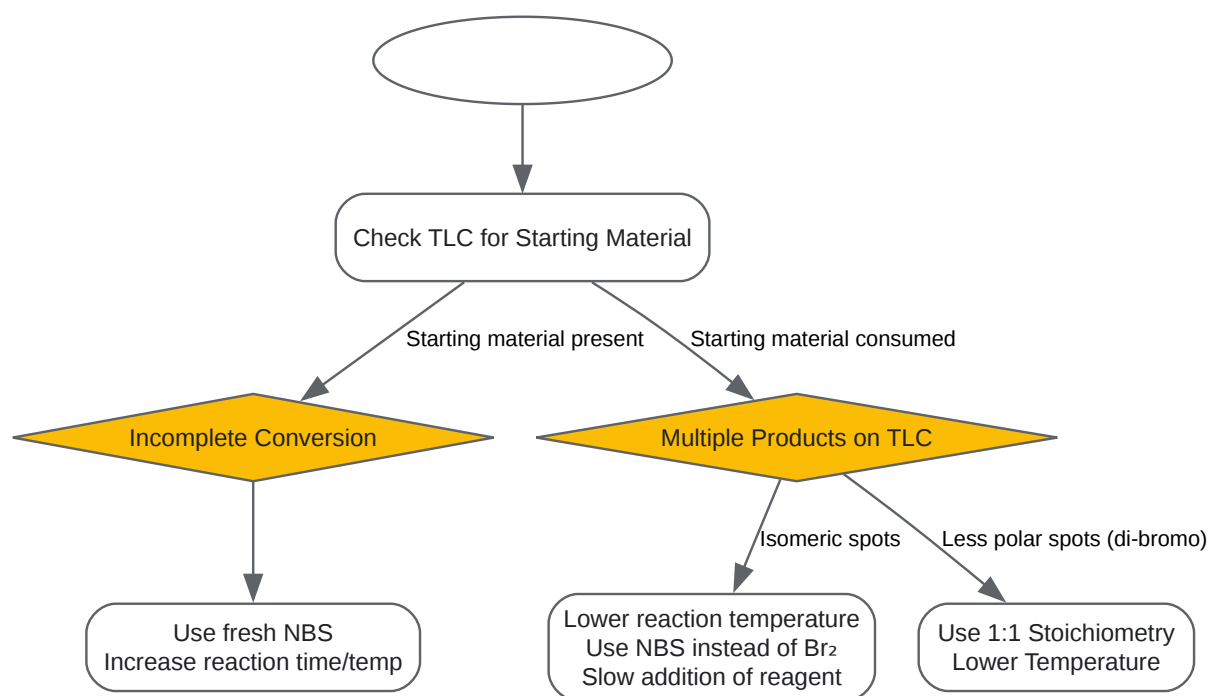 Check TLC for Starting Material
Starting material present
Starting material consumed
Incomplete Conversion
Multiple Products on TLC
Isomeric spots
Less polar spots (di-bromo)
Use fresh NBS
Increase reaction time/temp
Lower reaction temperature
Use NBS instead of Br₂
Slow addition of reagent
Use 1:1 Stoichiometry
Lower Temperature